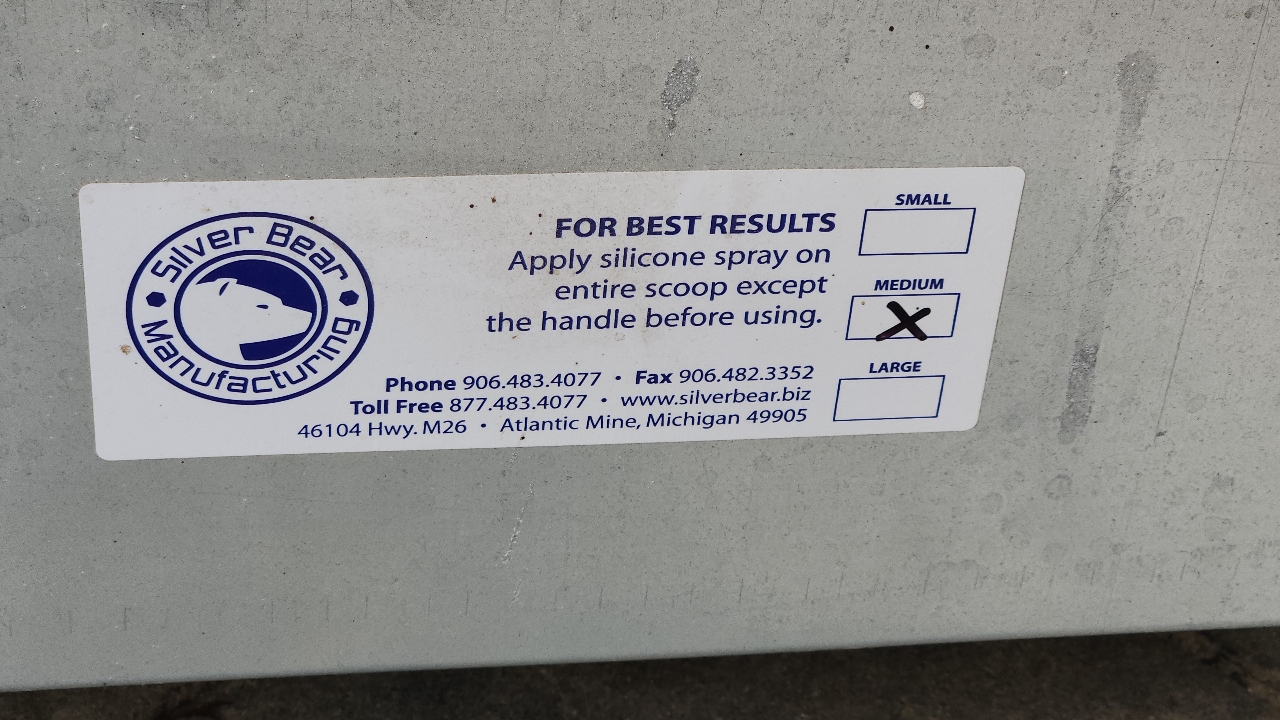 Silver Bear
Manufacturing
FOR BEST RESULTS
Apply silicone spray on
entire scoop except
the handle before using.
Phone 906.483.4077 • Fax 906.482.3352
Toll Free 877.483.4077 • www.silverbear.biz
46104 Hwy. M26 • Atlantic Mine, Michigan 49905
SMALL
MEDIUM
X
LARGE